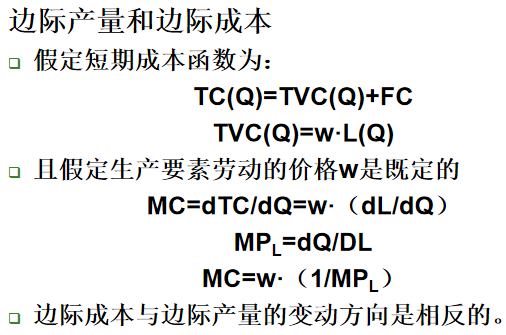 边际产量和边际成本
□ 假定短期成本函数为：
TC(Q)=TVC(Q)+FC
TVC(Q)=w·L(Q)
□ 且假定生产要素劳动的价格w是既定的
MC=dTC/dQ=w·（dL/dQ）
MP_L=dQ/DL
MC=w·（1/MP_L）
□ 边际成本与边际产量的变动方向是相反的。